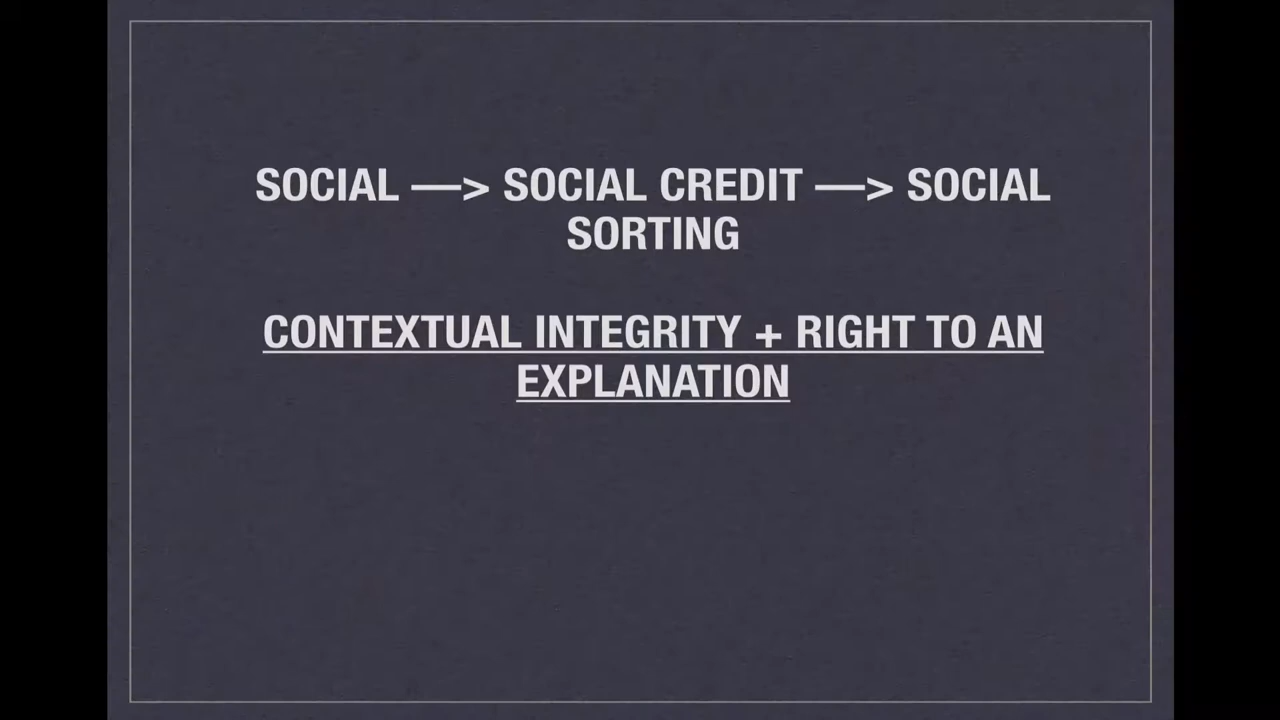 SOCIAL —> SOCIAL CREDIT —> SOCIAL
SORTING
CONTEXTUAL INTEGRITY + RIGHT TO AN
EXPLANATION